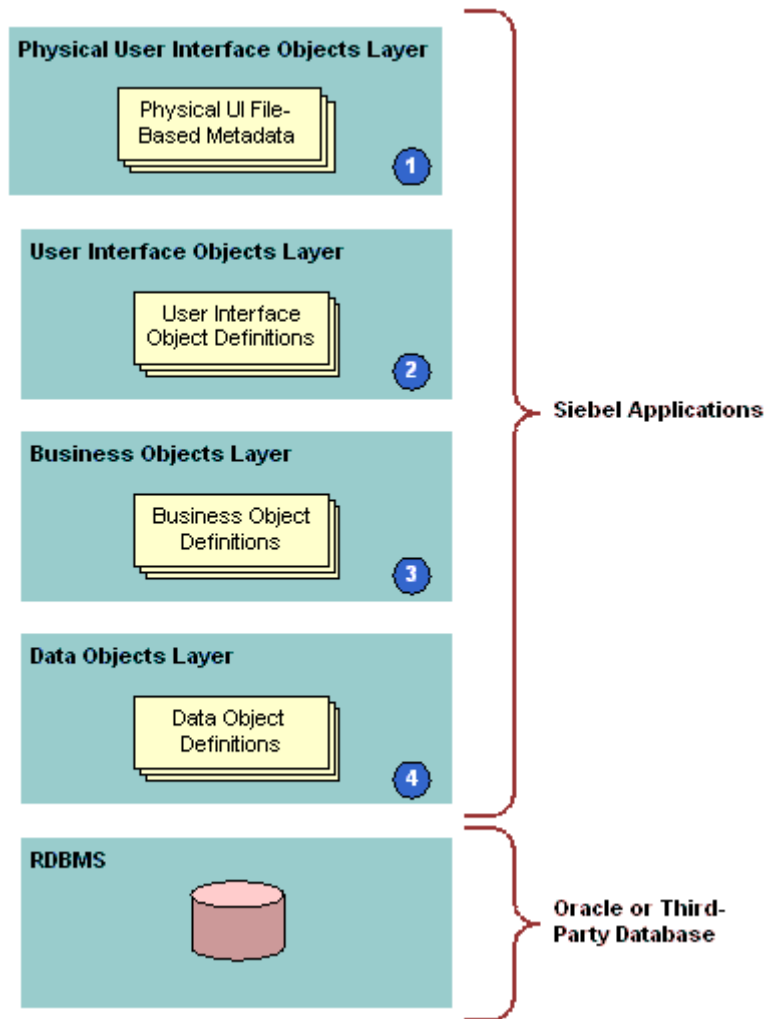 Physical User Interface Objects Layer
Physical UI File-
Based Metadata
1
User Interface Objects Layer
User Interface
Object Definitions
2
Siebel Applications
Business Objects Layer
Business Object
Definitions
3
Data Objects Layer
Data Object
Definitions
4
RDBMS
Oracle or Third-
Party Database